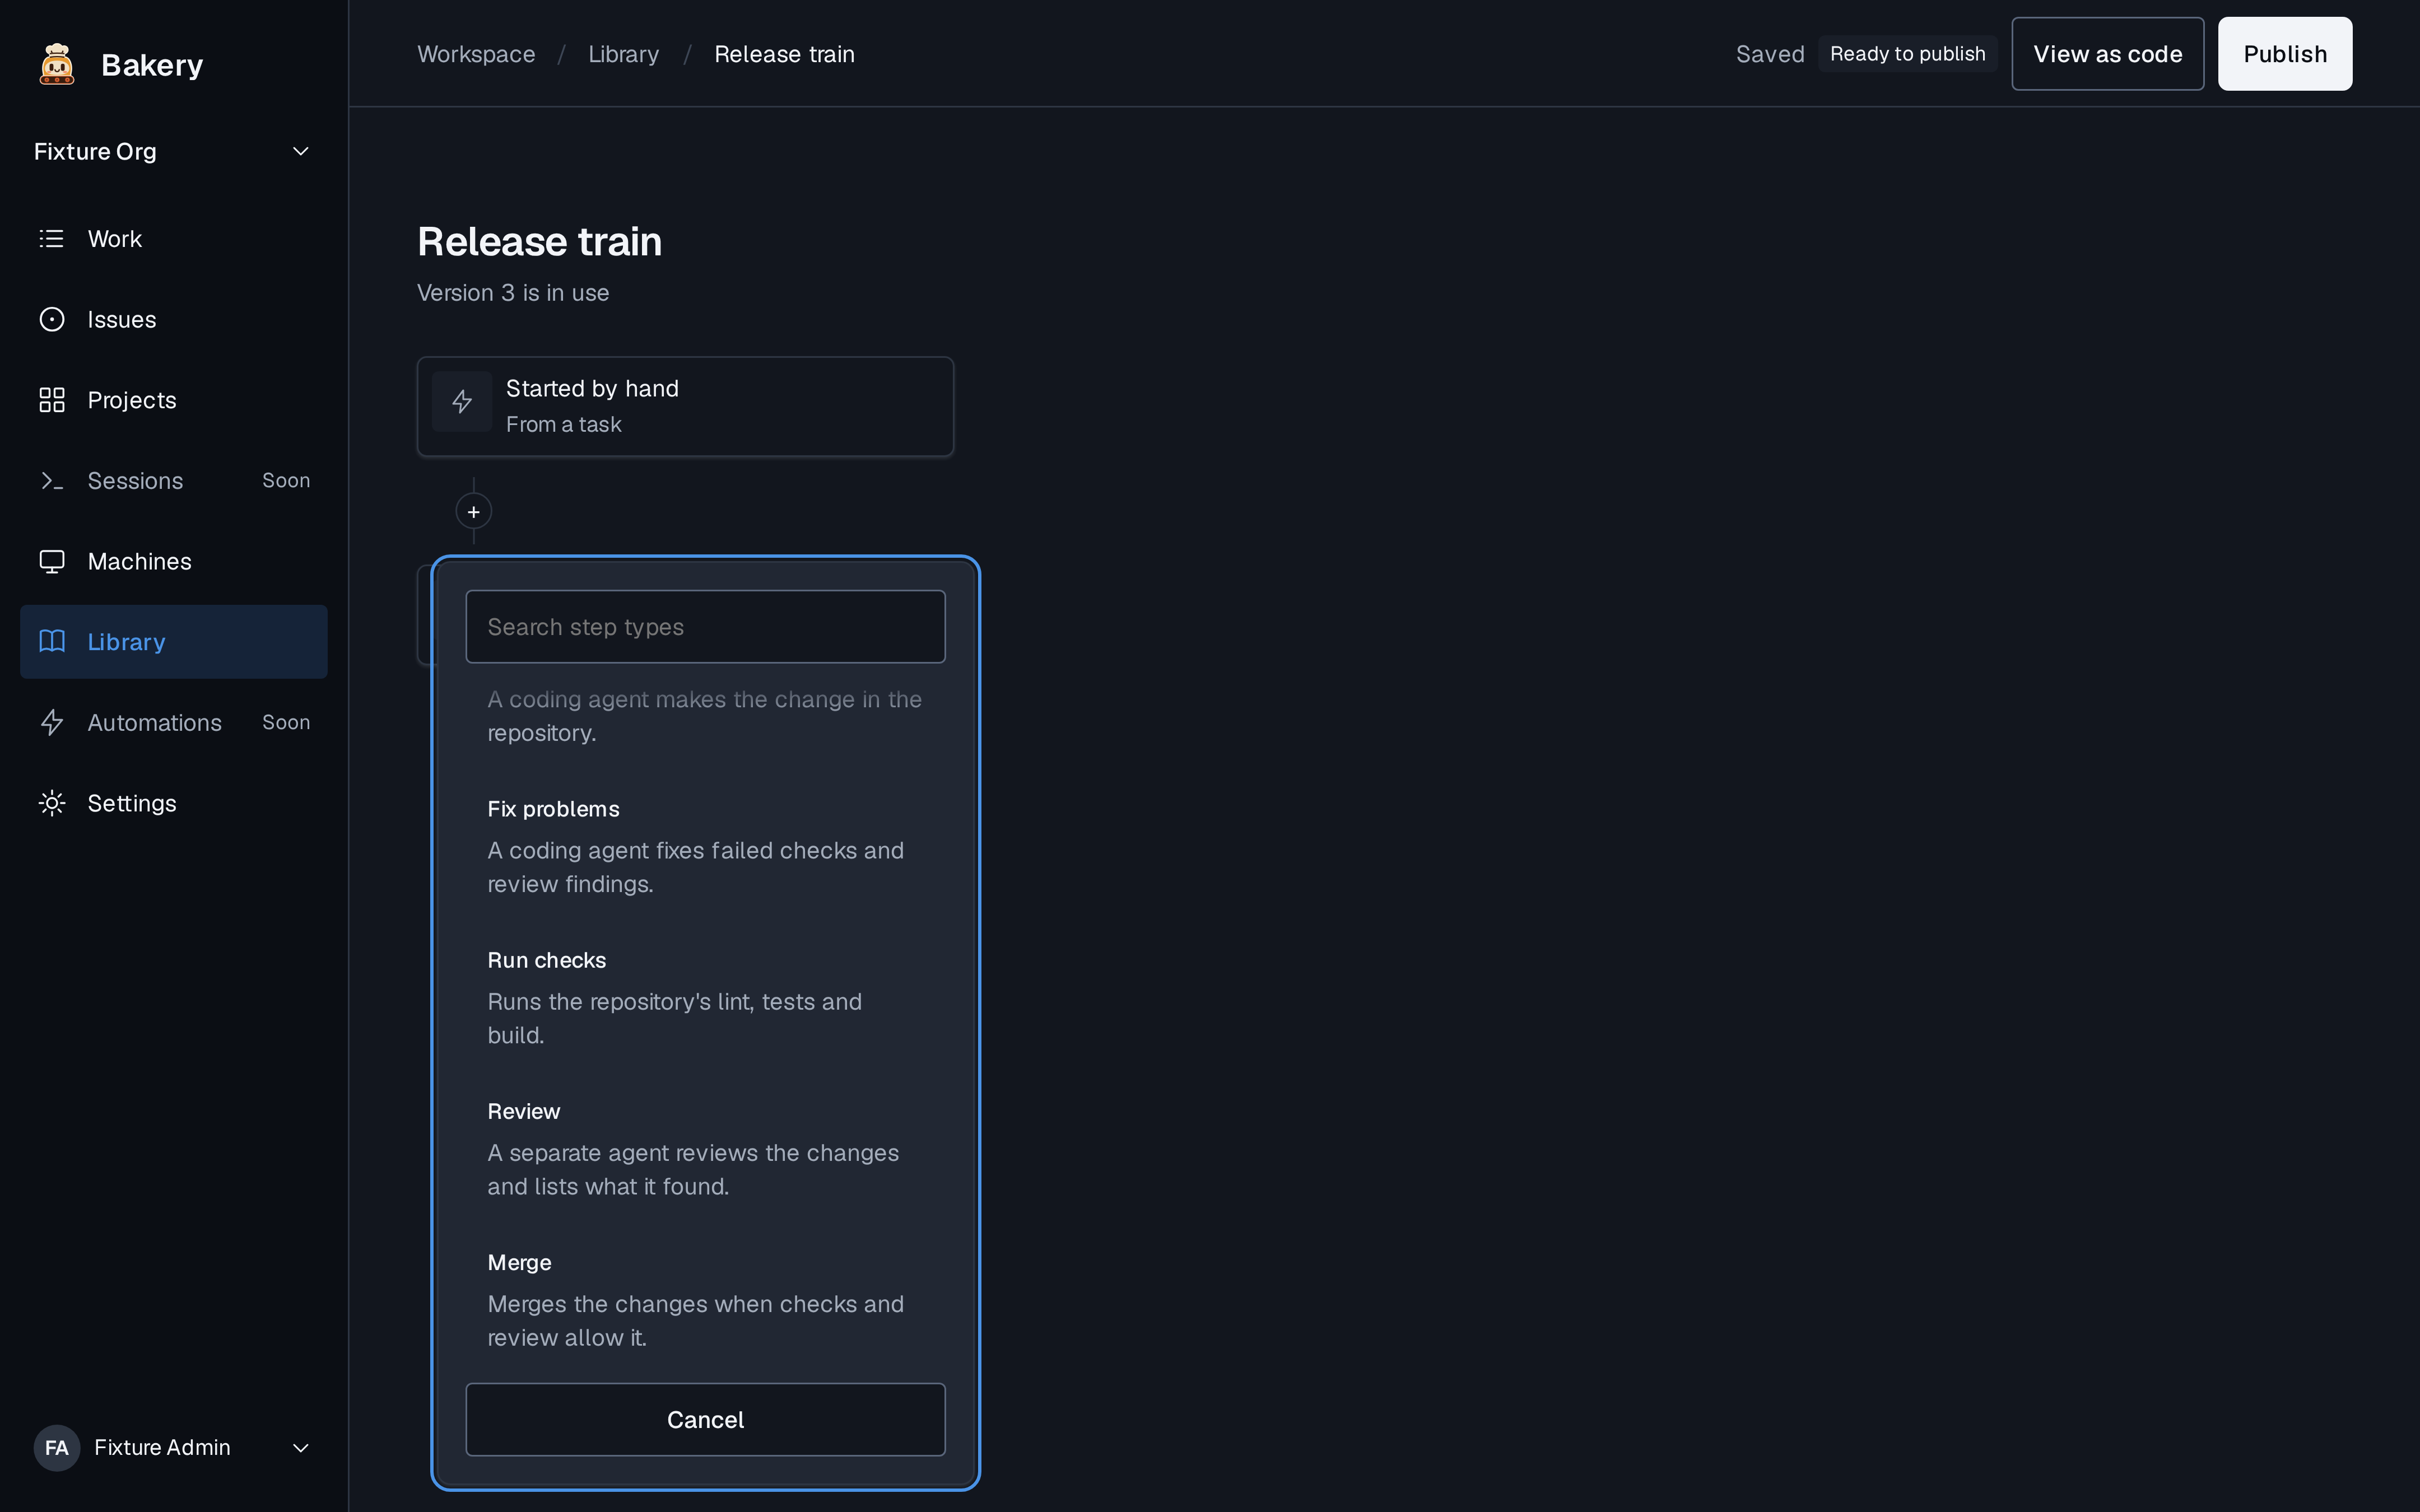 Bakery
Fixture Org
Work
Issues
Projects
Sessions Soon
Machines
Library
Automations Soon
Settings
FA Fixture Admin
Workspace / Library / Release train
Saved Ready to publish View as code Publish
Release train
Version 3 is in use
Started by hand
From a task
+
Search step types
A coding agent makes the change in the
repository.
Fix problems
A coding agent fixes failed checks and
review findings.
Run checks
Runs the repository's lint, tests and
build.
Review
A separate agent reviews the changes
and lists what it found.
Merge
Merges the changes when checks and
review allow it.
Cancel